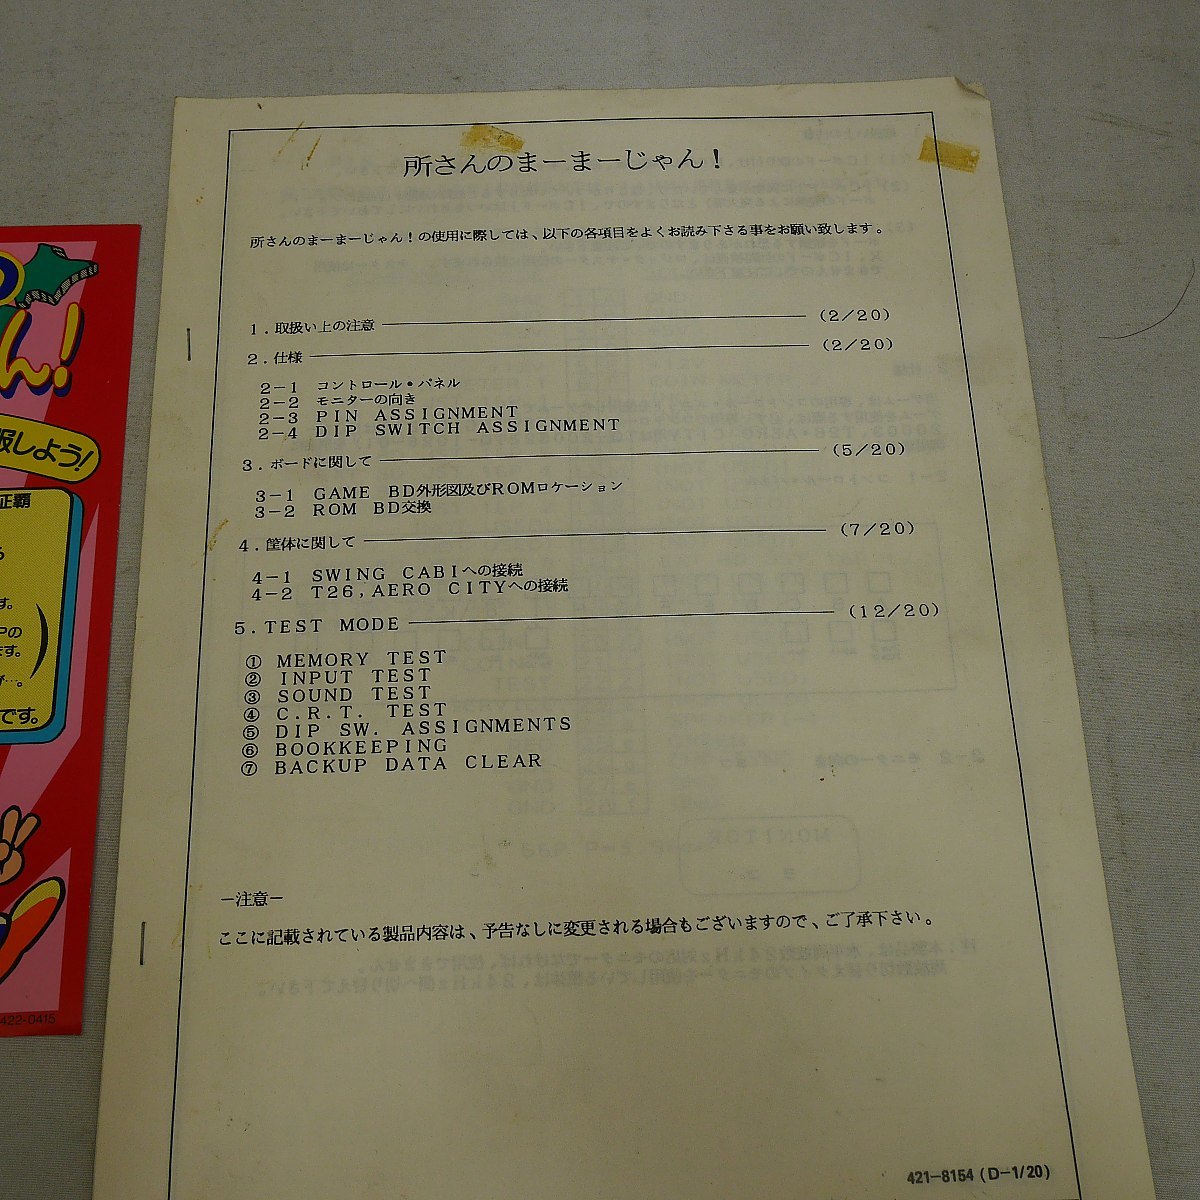 所さんのまーまーじゃん！
所さんのまーまーじゃん！の使用に際しては、以下の各項目をよくお読み下さる事をお願い致します。
1．取扱い上の注意 (2/20)
2．仕様 (2/20)
2-1 コントロール・パネル
2-2 モニターの向き
2-3 PIN ASSIGNMENT
2-4 DIP SWITCH ASSIGNMENT
3．ボードに関して (5/20)
3-1 GAME BD外形図及びROMロケーション
3-2 ROM BD交換
4．筐体に関して (7/20)
4-1 SWING CABIへの接続
4-2 T26,AERO CITYへの接続
5.TEST MODE (12/20)
① MEMORY TEST
② INPUT TEST
③ SOUND TEST
④ C.R.T. TEST
⑤ DIP SW. ASSIGNMENTS
⑥ BOOKKEEPING
⑦ BACKUP DATA CLEAR
－注意－
ここに記載されている製品内容は、予告なしに変更される場合もございますので、ご了承下さい。
421-8154 (D-1/20)
ん!
しよう!
す。
Pの
ます。
が…。
です。
422-0415